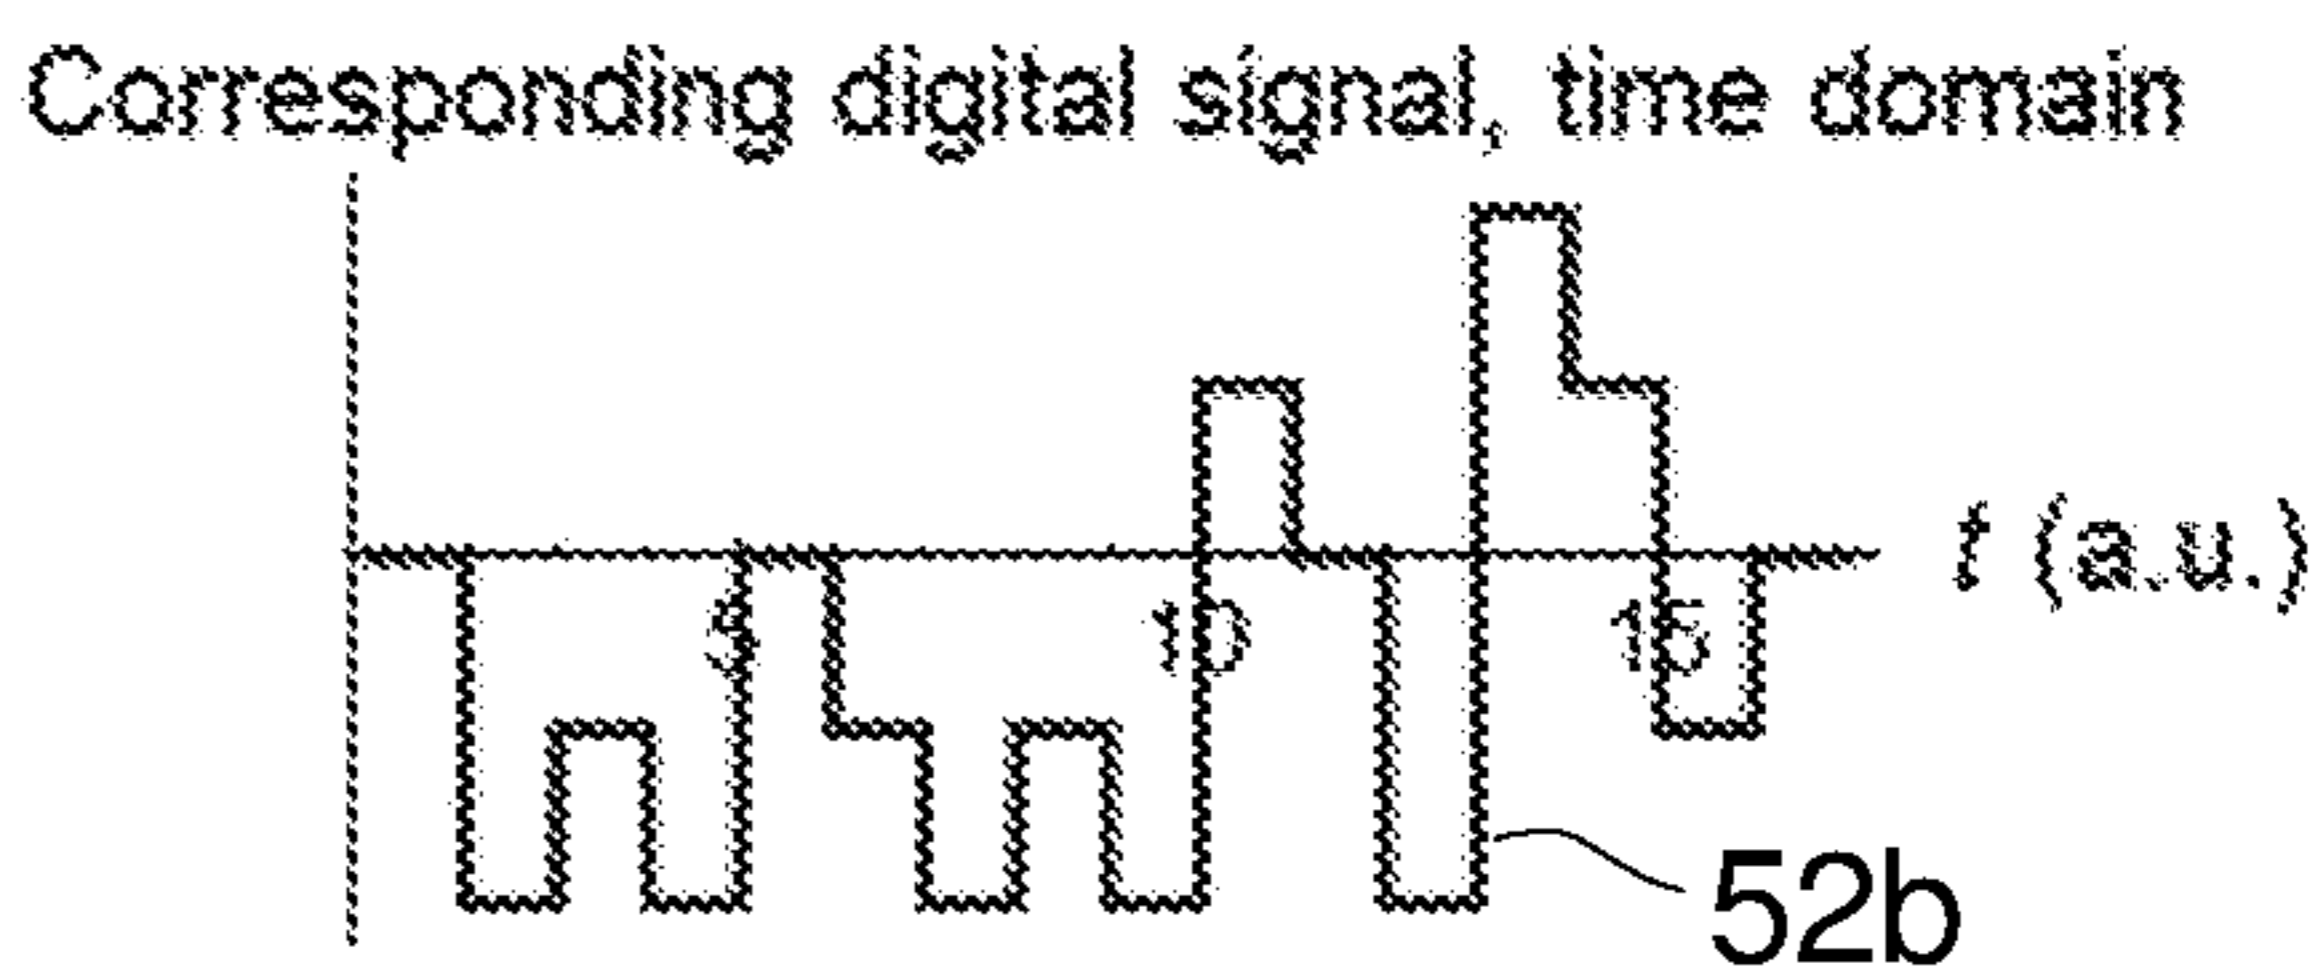 Corresponding digital signal, time domain
t (a.u.)
5 10 15
52b